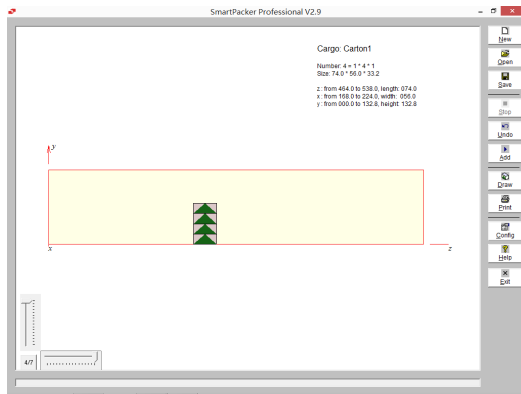 SmartPacker Professional V2.9
Cargo: Carton1
Number: 4 = 1 * 4 * 1
Size: 74.0 * 56.0 * 33.2
z : from 464.0 to 538.0, length: 074.0
x : from 168.0 to 224.0, width: 056.0
y : from 000.0 to 132.8, height: 132.8
y
x
z
4/7
New
Open
Save
Stop
Undo
Add
Draw
Print
Config
Help
Exit